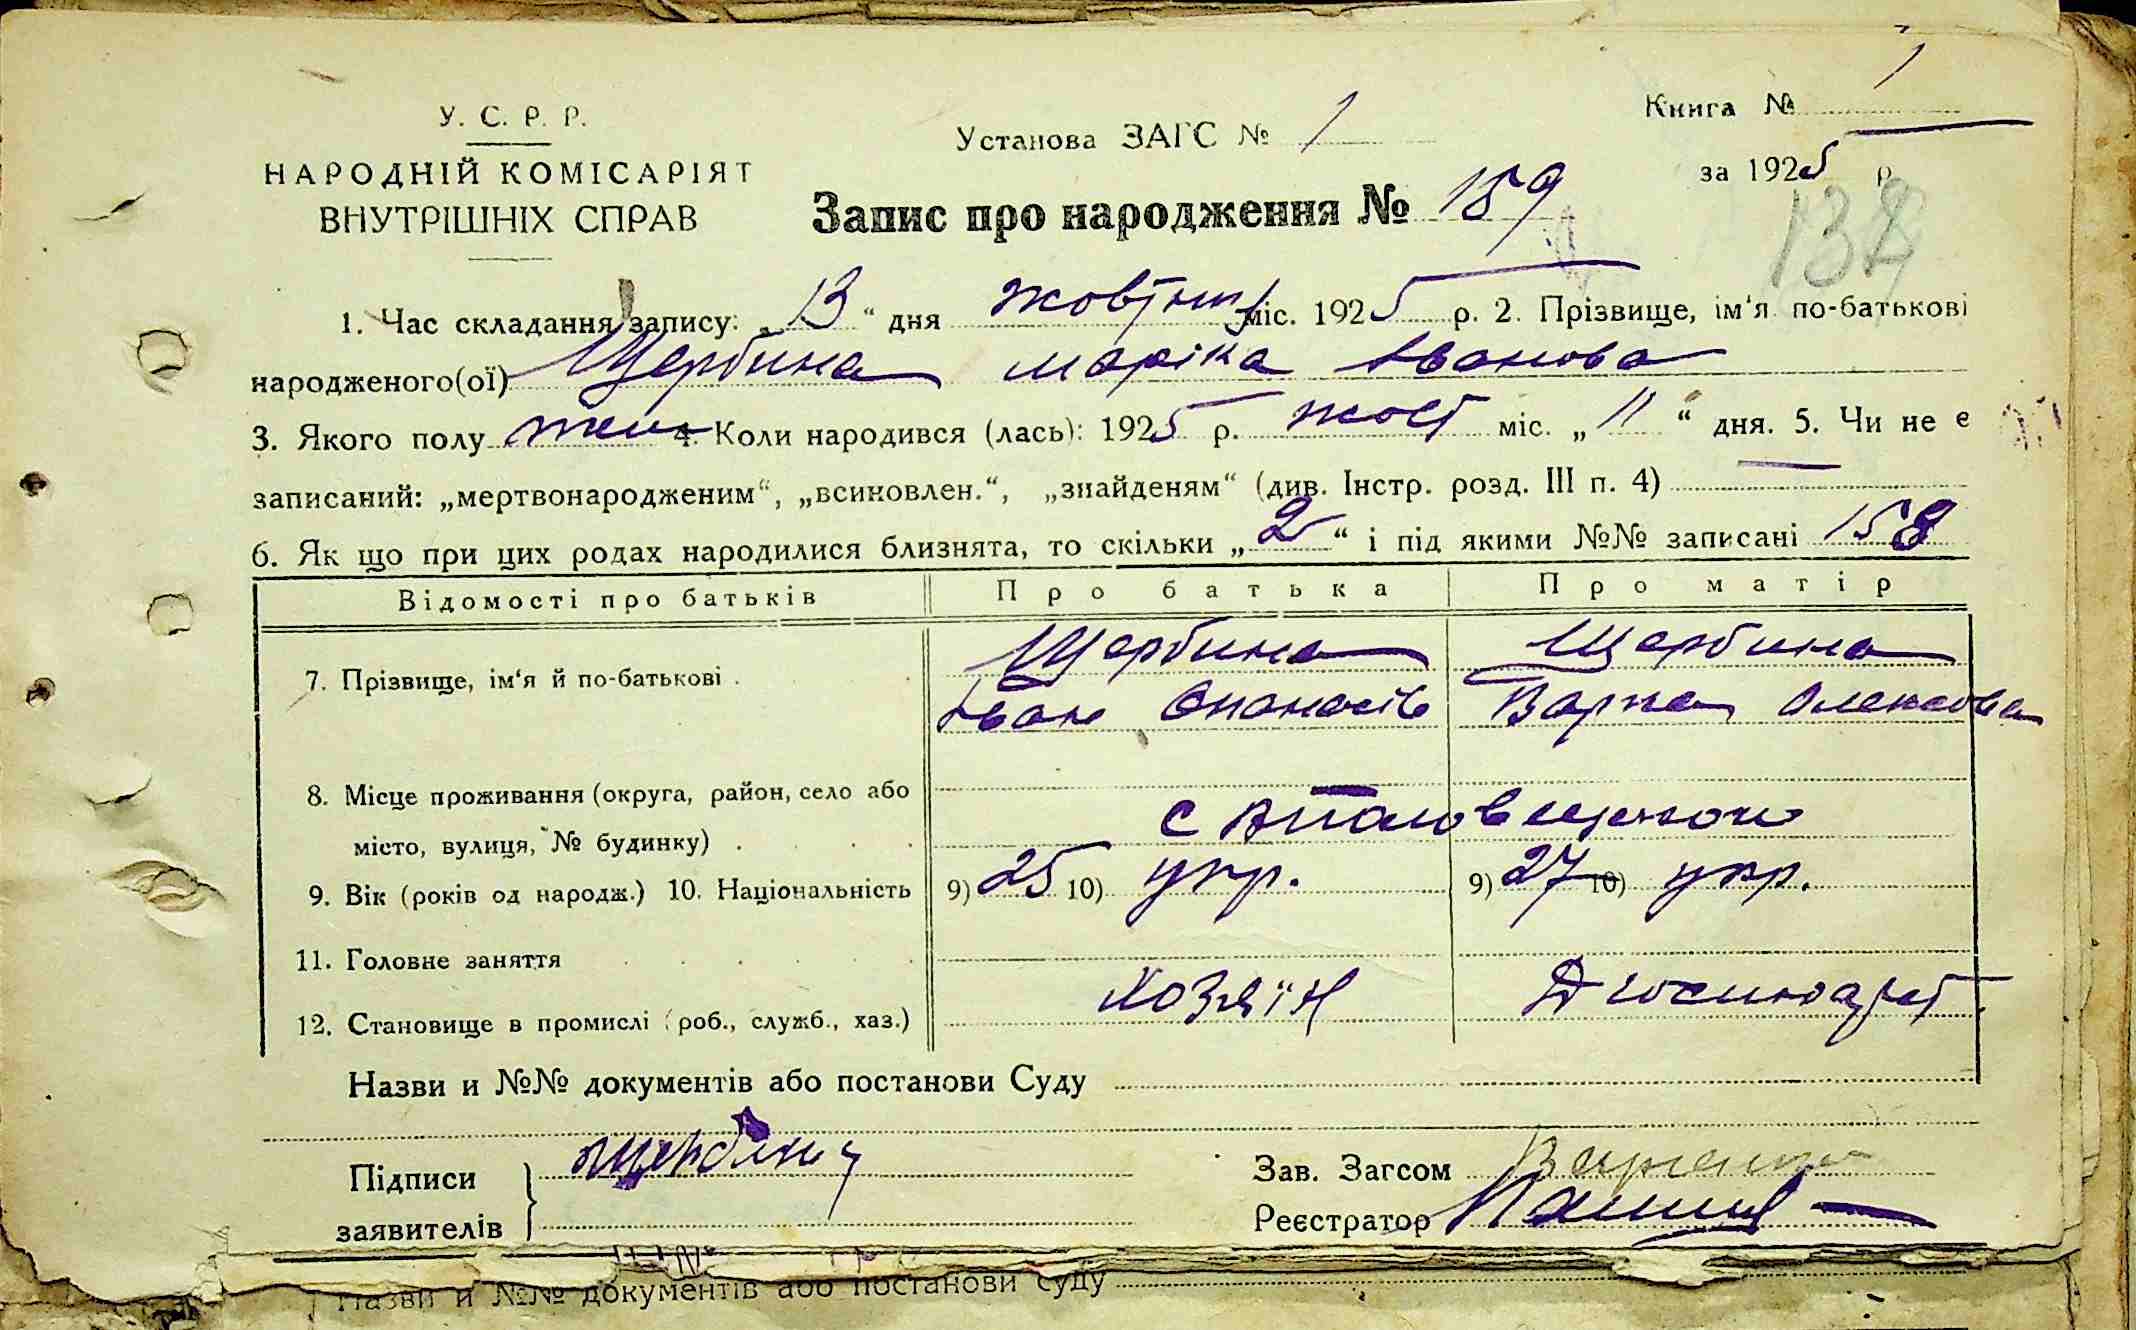 У. С. Р. Р.
НАРОДНІЙ КОМІСАРІЯТ
ВНУТРІШНІХ СПРАВ
Установа ЗАГС № 1
Книга № 1
за 1925 р
Запис про народження № 159
132
1. Час складання запису: „13“ дня жовтня міс. 1925 р. 2. Прізвище, ім'я по-батькові
народженого(ої) Щербина Маріка Іванова
3. Якого полу жін 4. Коли народився (лась): 1925 р. жовт міс. „11“ дня. 5. Чи не є
записаний: „мертвонародженим“, „всиновлен.“, „знайденям“ (див. Інстр. розд. III п. 4) —
6. Як що при цих родах народилися близнята, то скільки „2“ і під якими №№ записані 158
Відомості про батьків Про батька Про матір
7. Прізвище, ім'я й по-батькові . Щербина Іван Опанасів Щербина Варка Олексова
8. Місце проживання (округа, район, село або
місто, вулиця, № будинку) . с
9. Вік (років од народж.) 10. Національність 9) 25 10) укр. 9) 27 10) укр.
11. Головне заняття
12. Становище в промислі (роб., служб., хаз.) хозяїн
Назви и №№ документів або постанови Суду
Підписи
заявителів
Зав. Загсом
Реєстратор
Назви и №№ документів або постанови Суду